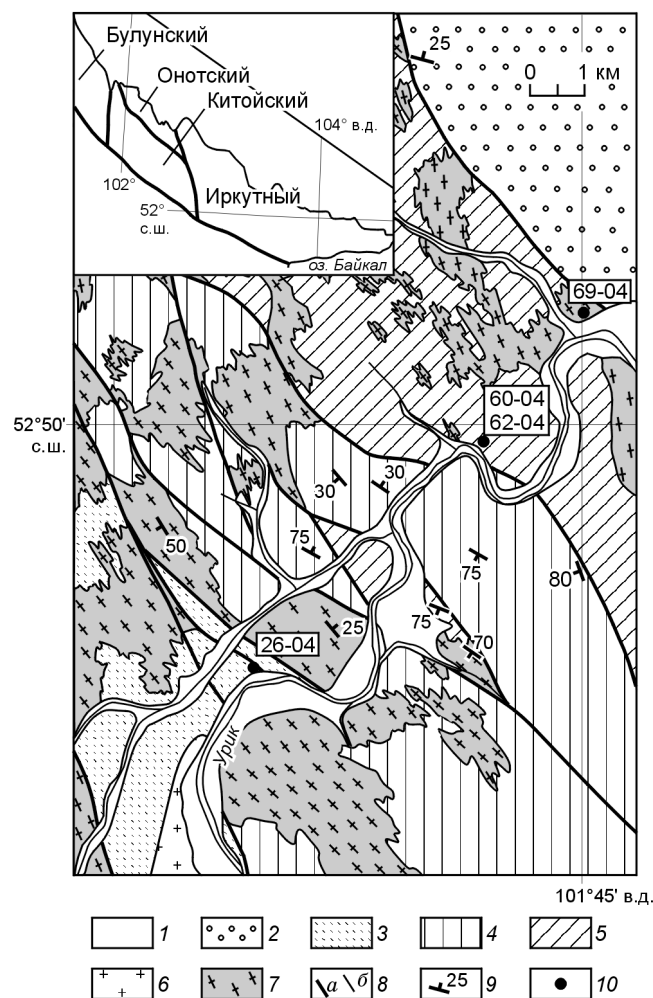 Булунский
Онотский
Китойский
104° в.д.
102°
52°
с.ш.
Иркутный
оз. Байкал
25
0 1 км
69-04
60-04
62-04
52°50'
с.ш.
30
30
50
75
75
80
75
70
25
26-04
Урик
101°45' в.д.
1
2
3
4
5
6
7
а б 8
25 9
10